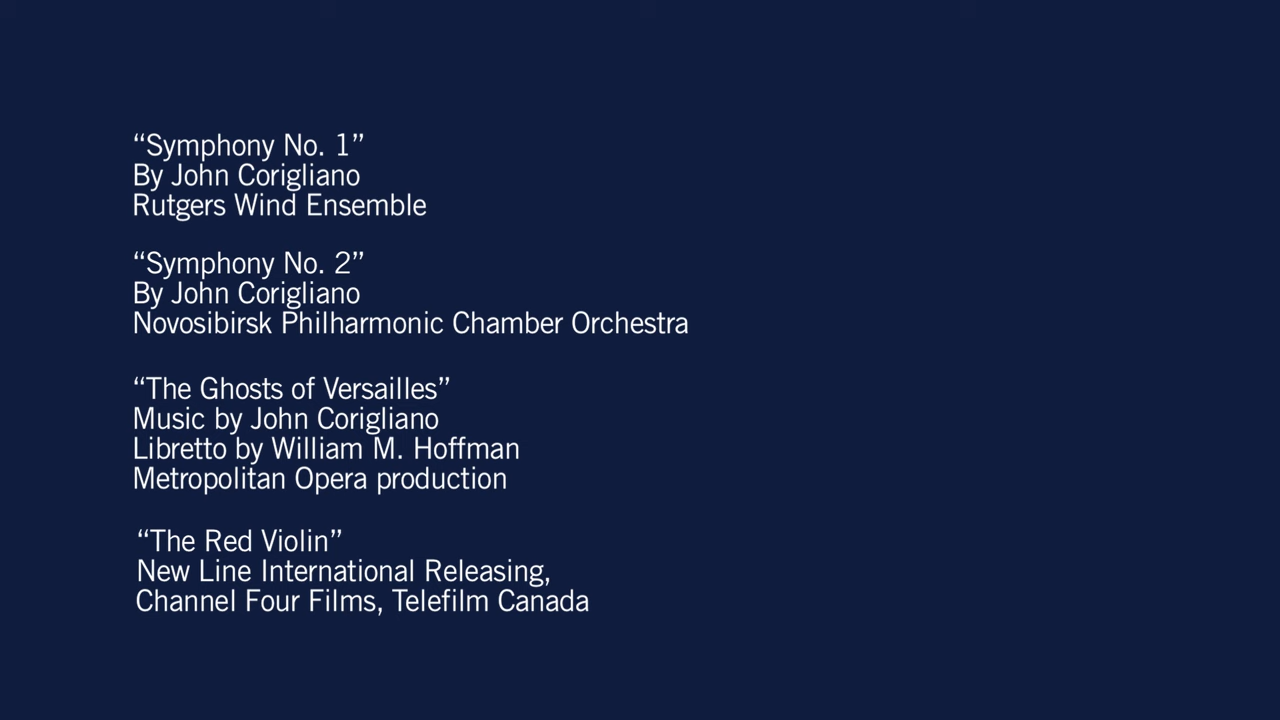 “Symphony No. 1”
By John Corigliano
Rutgers Wind Ensemble
“Symphony No. 2”
By John Corigliano
Novosibirsk Philharmonic Chamber Orchestra
“The Ghosts of Versailles”
Music by John Corigliano
Libretto by William M. Hoffman
Metropolitan Opera production
“The Red Violin”
New Line International Releasing,
Channel Four Films, Telefilm Canada